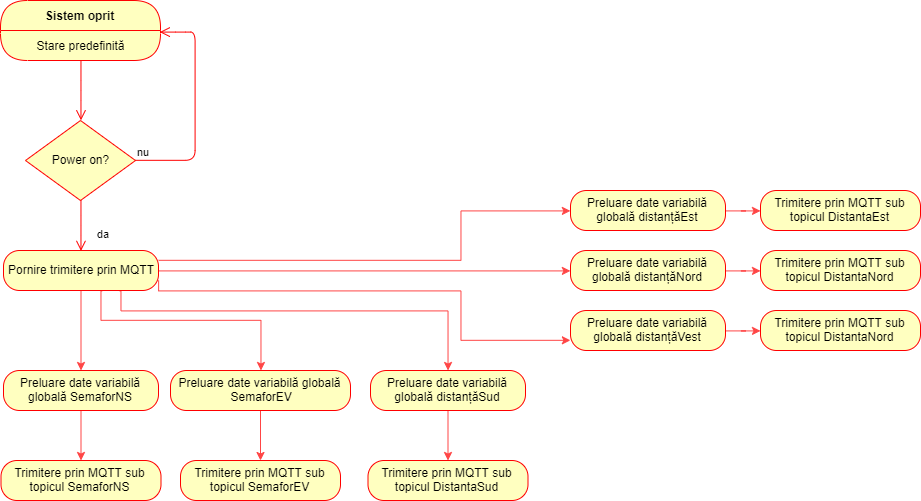 Sistem oprit
Stare predefinită
Power on?
nu
da
Pornire trimitere prin MQTT
Preluare date variabilă
globală distanțăEst
Trimitere prin MQTT sub
topicul DistantaEst
Preluare date variabilă
globală distanțăNord
Trimitere prin MQTT sub
topicul DistantaNord
Preluare date variabilă
globală distanțăVest
Trimitere prin MQTT sub
topicul DistantaNord
Preluare date variabilă
globală SemaforNS
Preluare date variabilă globală
SemaforEV
Preluare date variabilă
globală distanțăSud
Trimitere prin MQTT sub
topicul SemaforNS
Trimitere prin MQTT sub
topicul SemaforEV
Trimitere prin MQTT sub
topicul DistantaSud